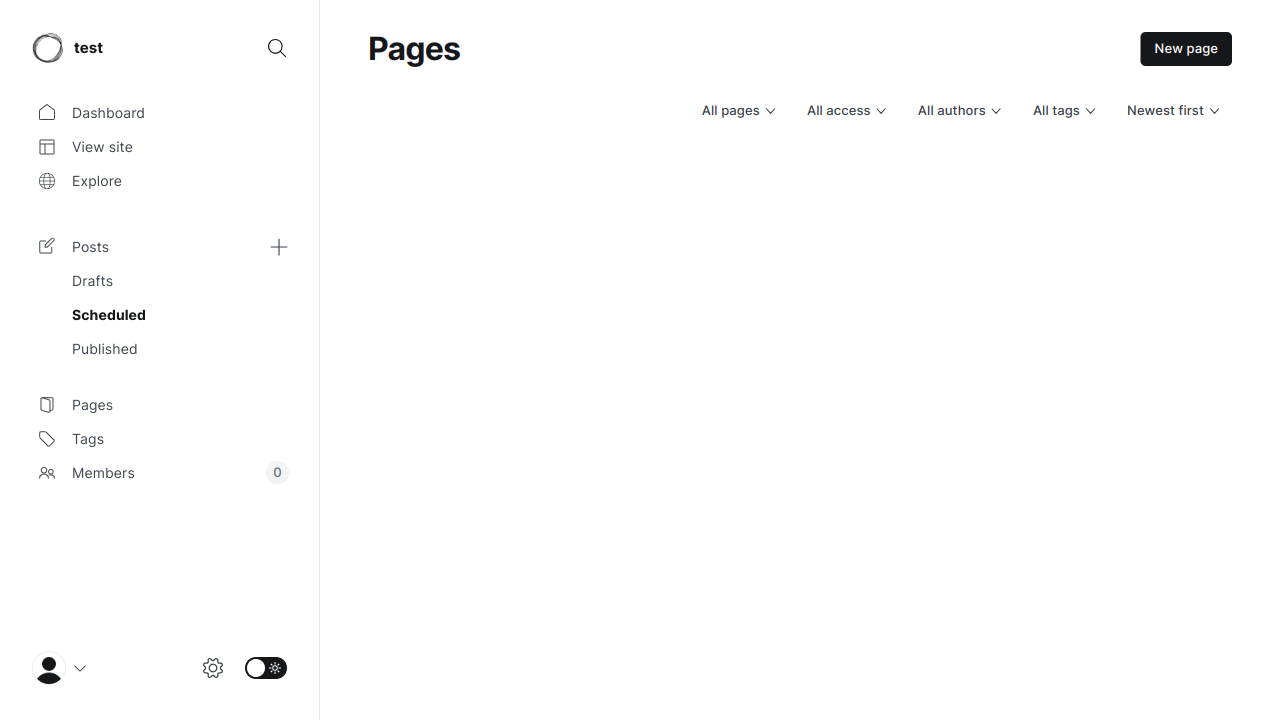 test
Dashboard
View site
Explore
Posts
Drafts
Scheduled
Published
Pages
Tags
Members 0
Pages
New page
All pages All access All authors All tags Newest first